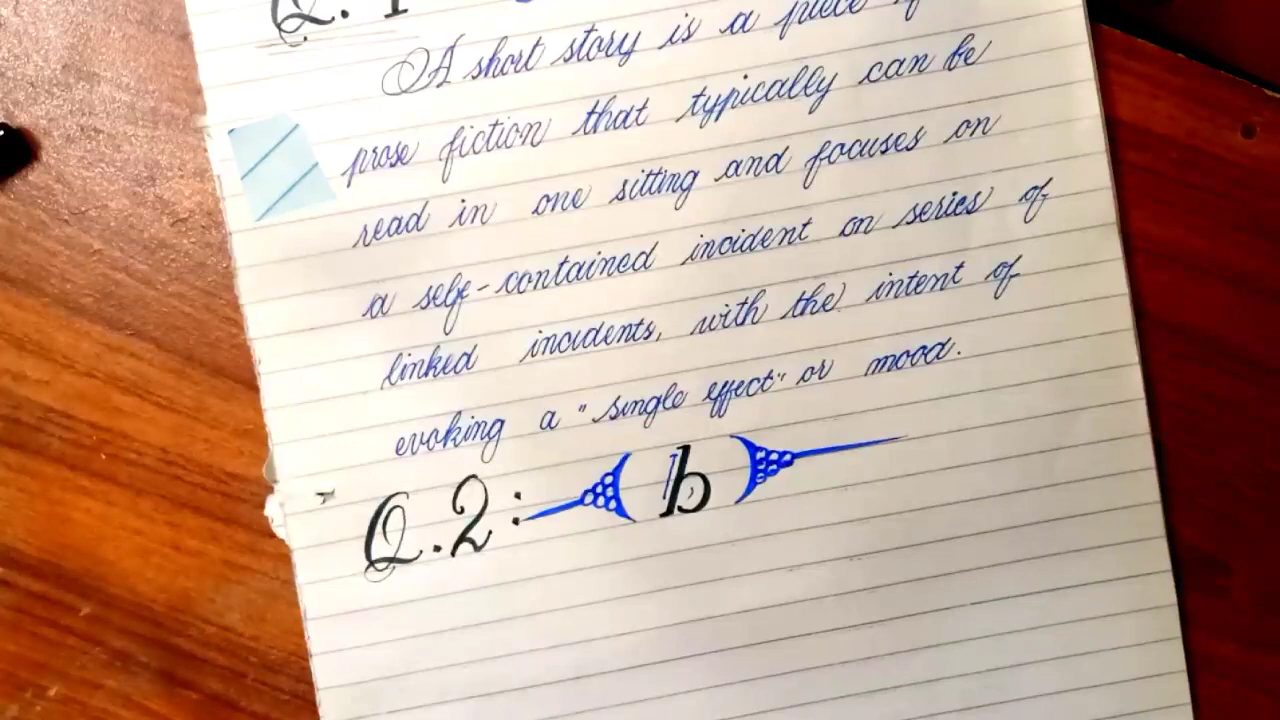 Q. 1
A short story is a piece of
prose fiction that typically can be
read in one sitting and focuses on
a self-contained incident on series of
linked incidents, with the intent of
evoking a "single effect" or mood.
Q.2: ( b )